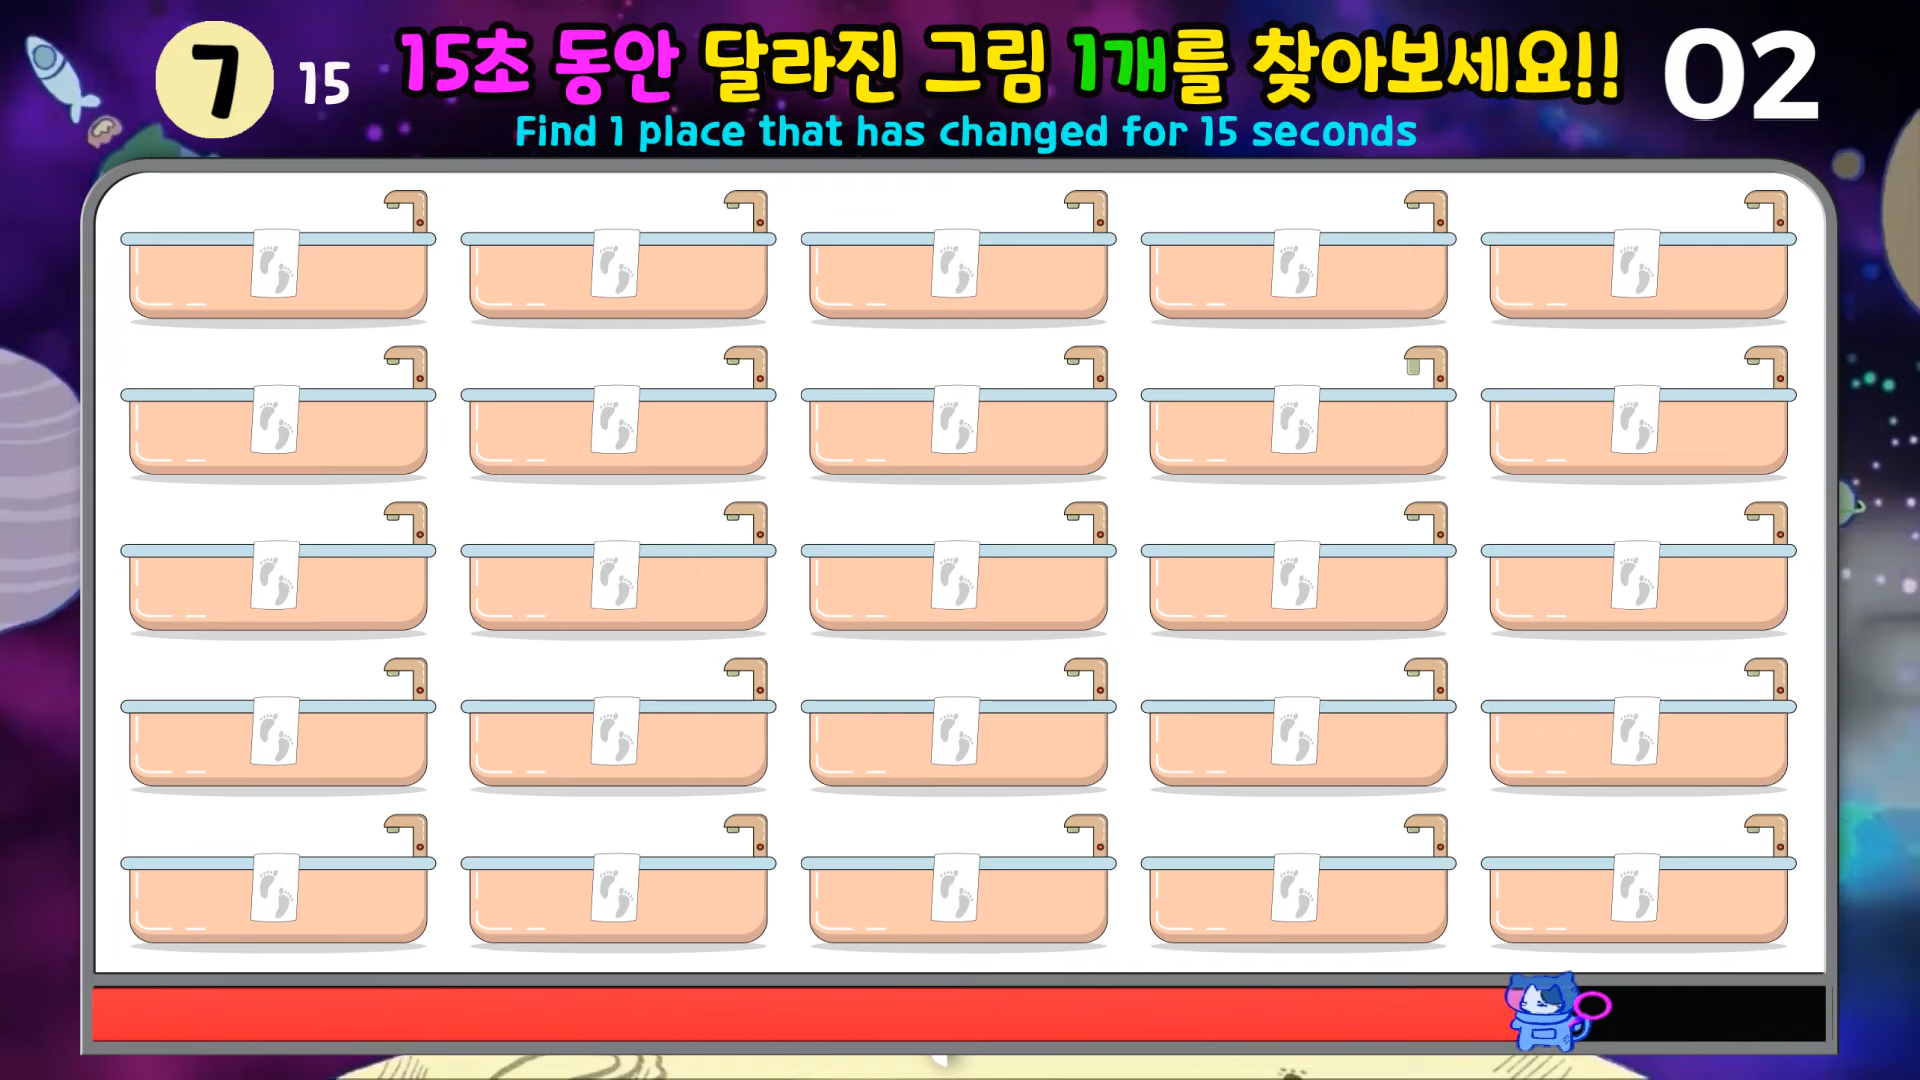 7 15 15초 동안 달라진 그림 1개를 찾아보세요!! 02
Find 1 place that has changed for 15 seconds